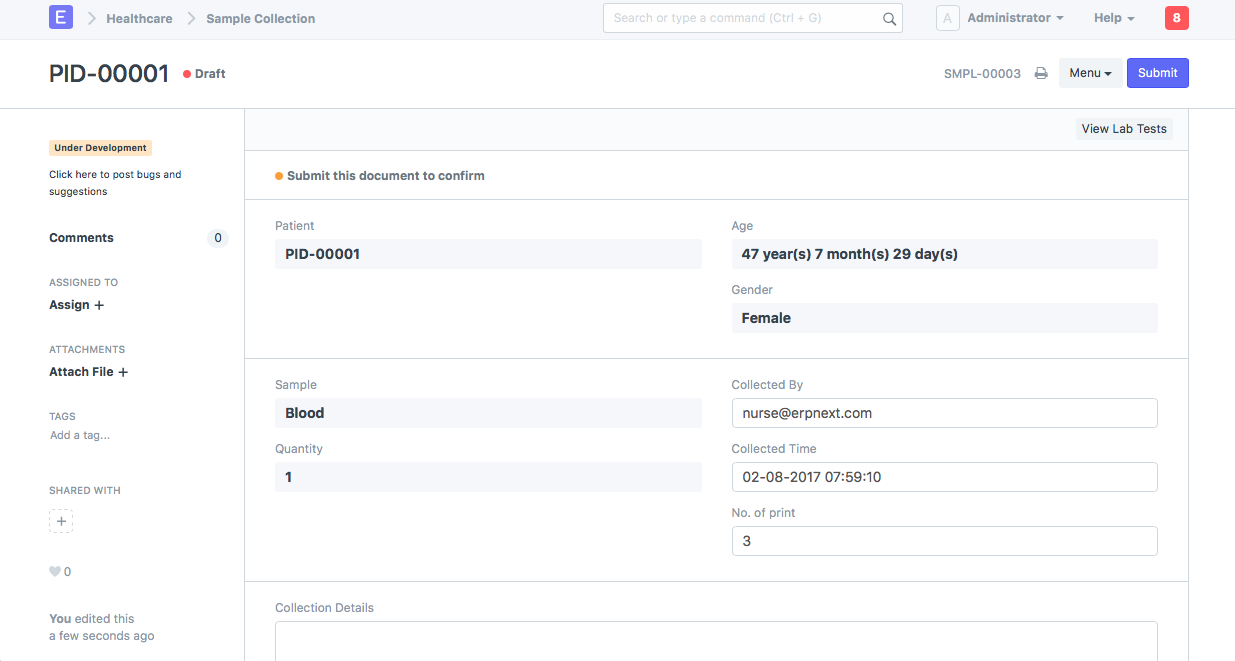 E Healthcare Sample Collection Search or type a command (Ctrl + G) A Administrator Help 8
PID-00001 Draft SMPL-00003 Menu Submit
View Lab Tests
Under Development
Click here to post bugs and
suggestions
Comments 0
ASSIGNED TO
Assign +
ATTACHMENTS
Attach File +
TAGS
Add a tag...
SHARED WITH
+
0
You edited this
a few seconds ago
Submit this document to confirm
Patient
PID-00001
Age
47 year(s) 7 month(s) 29 day(s)
Gender
Female
Sample
Blood
Quantity
1
Collected By
nurse@erpnext.com
Collected Time
02-08-2017 07:59:10
No. of print
3
Collection Details